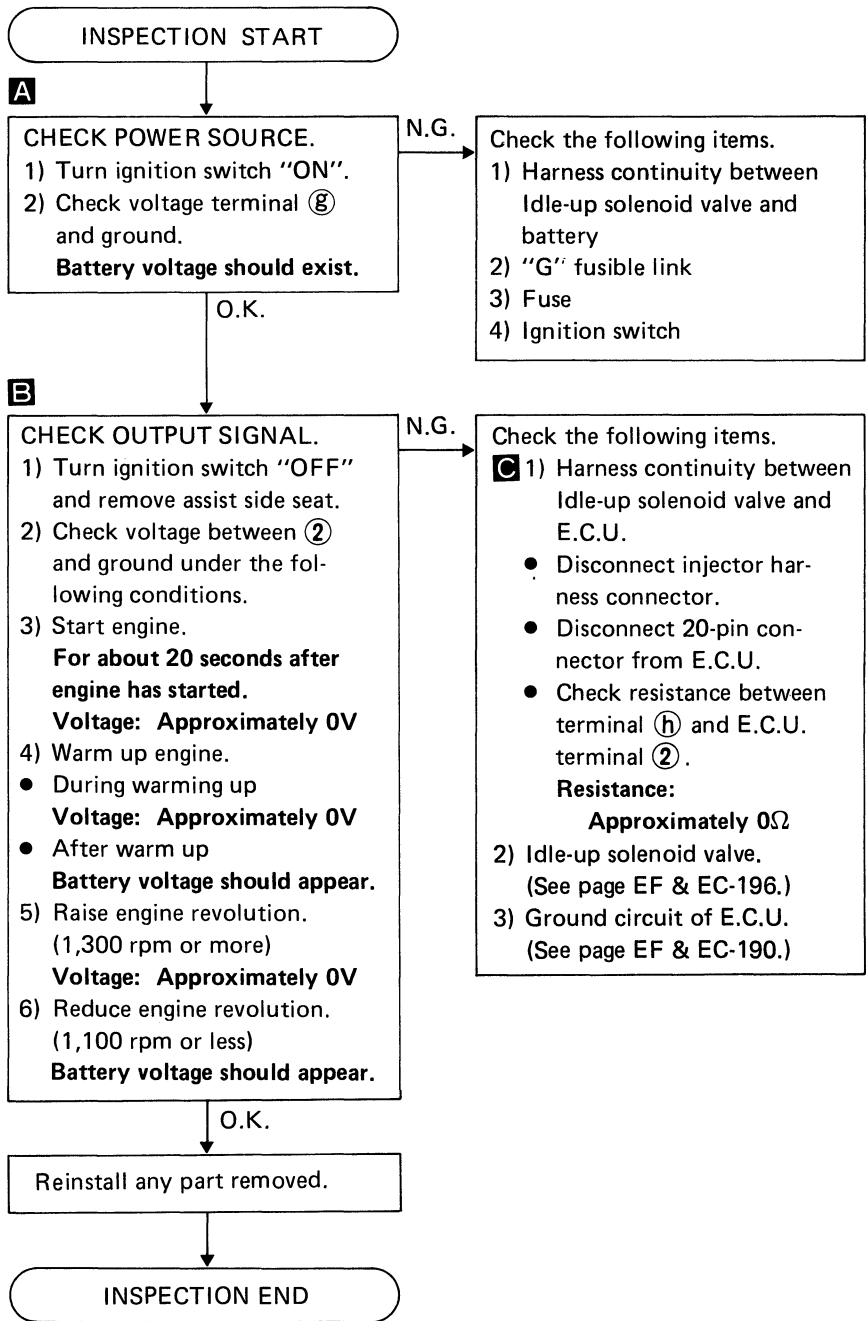 INSPECTION START
A
CHECK POWER SOURCE.
1) Turn ignition switch “ON”.
2) Check voltage terminal ⓖ
and ground.
Battery voltage should exist.
N.G.
Check the following items.
1) Harness continuity between
Idle-up solenoid valve and
battery
2) “G” fusible link
3) Fuse
4) Ignition switch
O.K.
B
CHECK OUTPUT SIGNAL.
1) Turn ignition switch “OFF”
and remove assist side seat.
2) Check voltage between ②
and ground under the fol-
lowing conditions.
3) Start engine.
For about 20 seconds after
engine has started.
Voltage: Approximately 0V
4) Warm up engine.
● During warming up
Voltage: Approximately 0V
● After warm up
Battery voltage should appear.
5) Raise engine revolution.
(1,300 rpm or more)
Voltage: Approximately 0V
6) Reduce engine revolution.
(1,100 rpm or less)
Battery voltage should appear.
N.G.
Check the following items.
C 1) Harness continuity between
Idle-up solenoid valve and
E.C.U.
● Disconnect injector har-
ness connector.
● Disconnect 20-pin con-
nector from E.C.U.
● Check resistance between
terminal ⓗ and E.C.U.
terminal ②.
Resistance:
Approximately 0Ω
2) Idle-up solenoid valve.
(See page EF & EC-196.)
3) Ground circuit of E.C.U.
(See page EF & EC-190.)
O.K.
Reinstall any part removed.
INSPECTION END